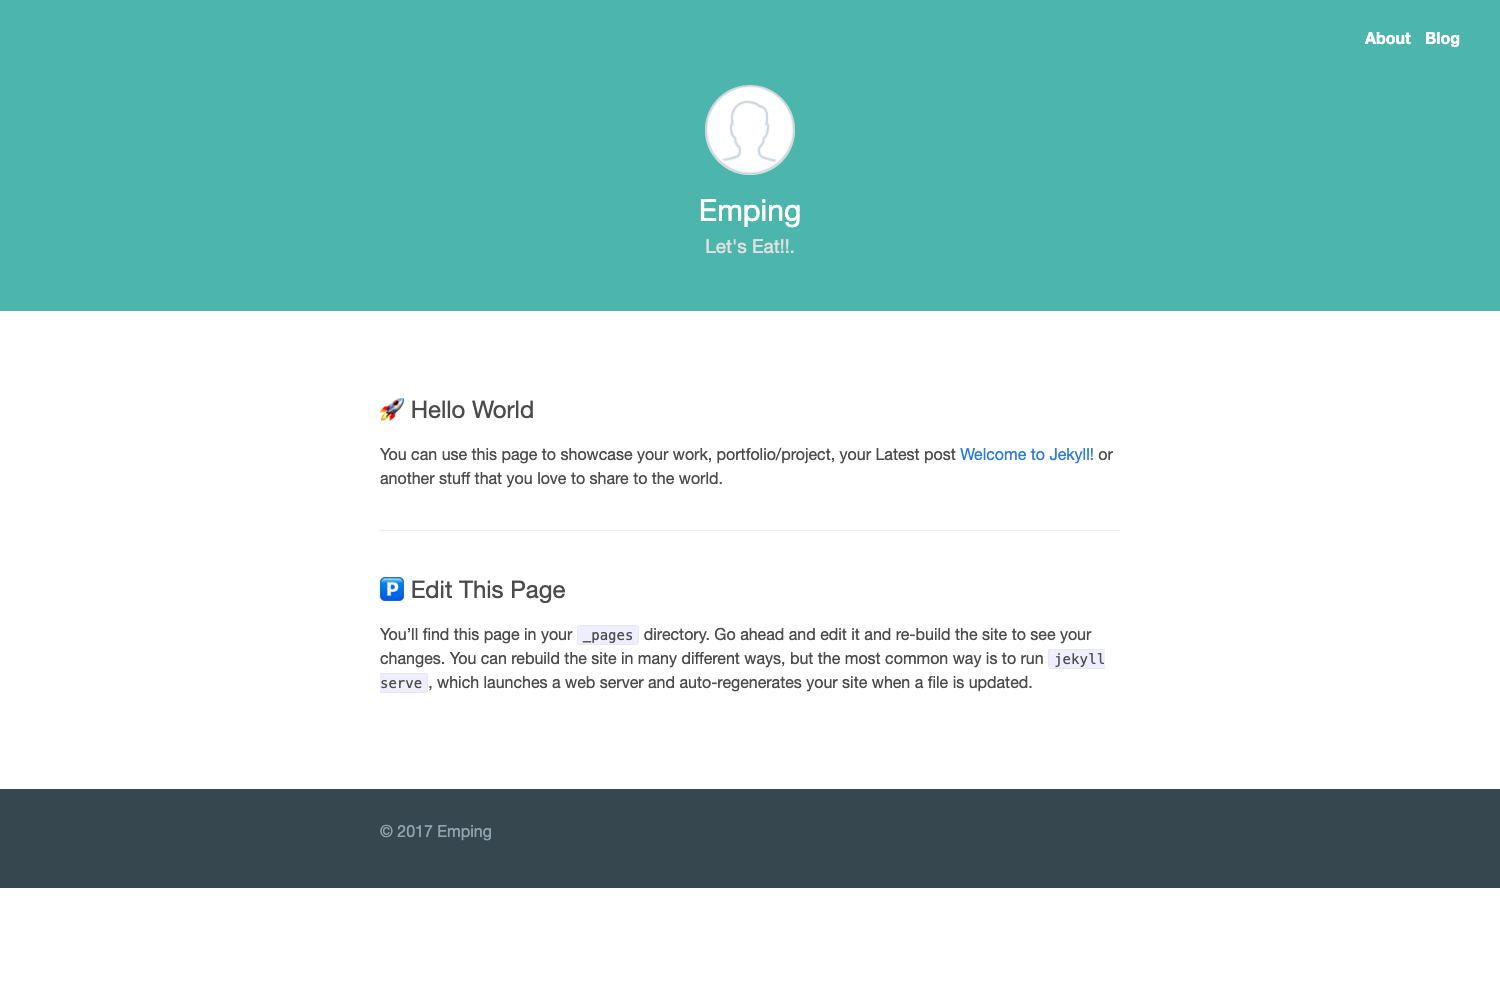 About Blog
Emping
Let's Eat!!.
🚀 Hello World
You can use this page to showcase your work, portfolio/project, your Latest post Welcome to Jekyll! or
another stuff that you love to share to the world.
🅿️ Edit This Page
You’ll find this page in your _pages directory. Go ahead and edit it and re-build the site to see your
changes. You can rebuild the site in many different ways, but the most common way is to run jekyll
serve, which launches a web server and auto-regenerates your site when a file is updated.
© 2017 Emping